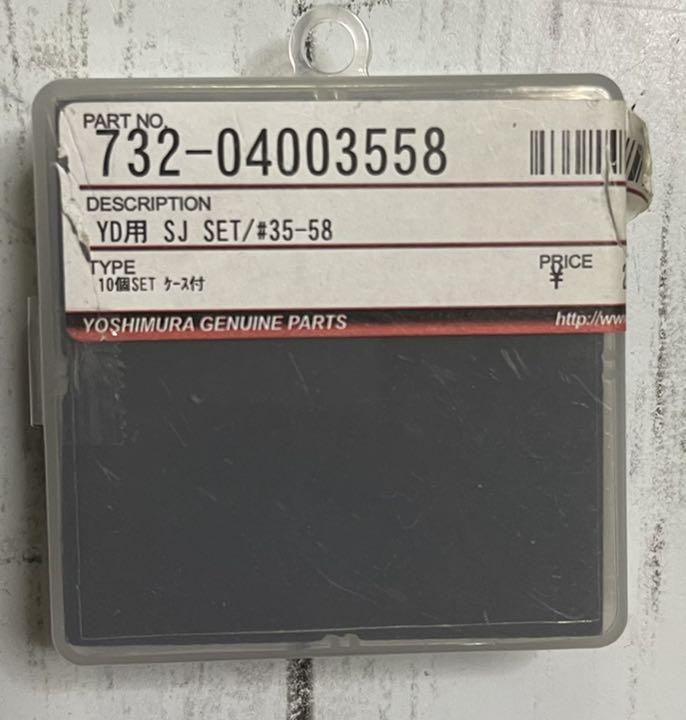 PART NO.
732-04003558
DESCRIPTION
YD用 SJ SET/#35-58
TYPE
PRICE
10個SET ｹｰｽ付
¥
YOSHIMURA GENUINE PARTS
http://ww